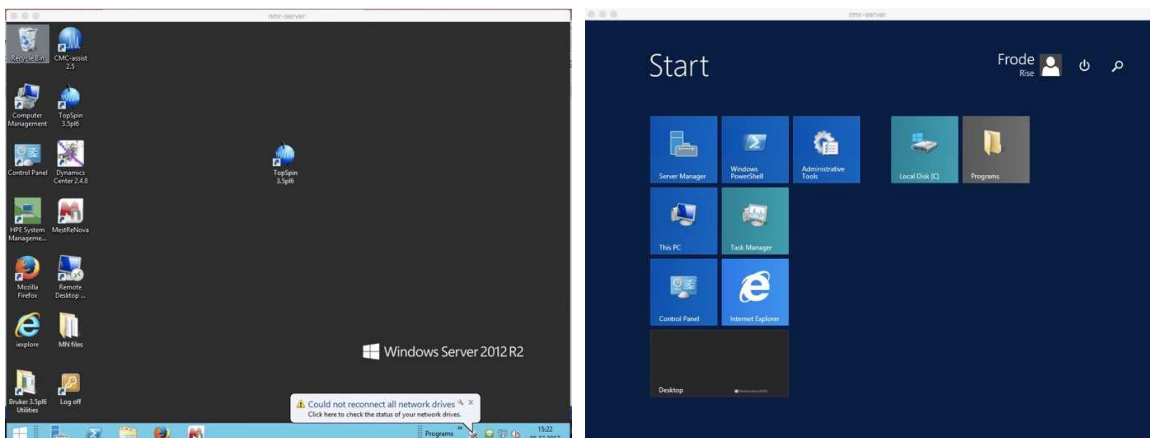 nmr-server
Recycle Bin
CMC-assist
2.5
Computer
Management
TopSpin
3.5pl6
Control Panel
Dynamics
Center 2.4.8
HPE System
Manageme...
MestReNova
Mozilla
Firefox
Remote
Desktop ...
iexplore
MN files
Bruker 3.5pl6
Utilities
Log off
TopSpin
3.5pl6
Windows Server 2012 R2
Could not reconnect all network drives
Click here to check the status of your network drives.
Programs
15:22
nmr-server
Start
Frode
Rise
Server Manager
Windows
PowerShell
Administrative
Tools
Local Disk (C)
Programs
This PC
Task Manager
Control Panel
Internet Explorer
Desktop